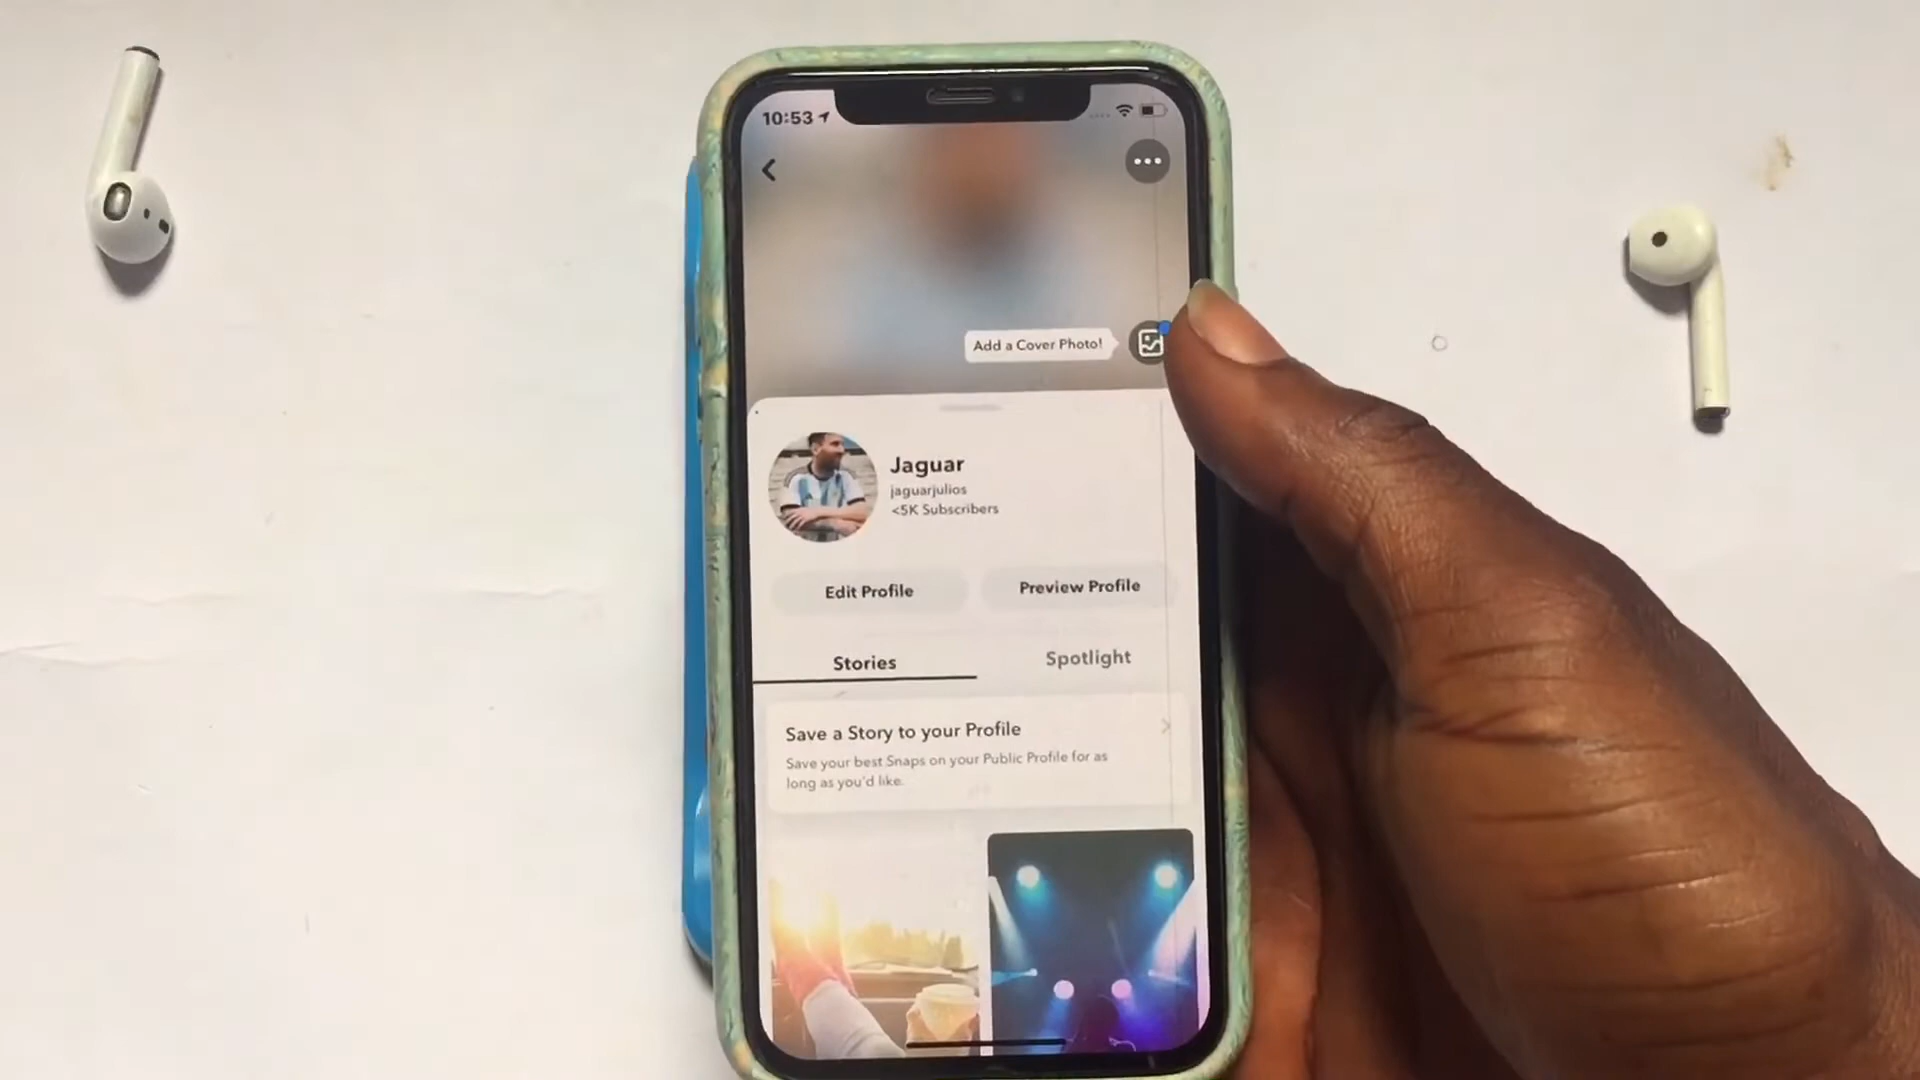 10:53
Add a Cover Photo!
Jaguar
jaguarjulios
<5K Subscribers
Edit Profile
Preview Profile
Stories
Spotlight
Save a Story to your Profile
Save your best Snaps on your Public Profile for as
long as you'd like.